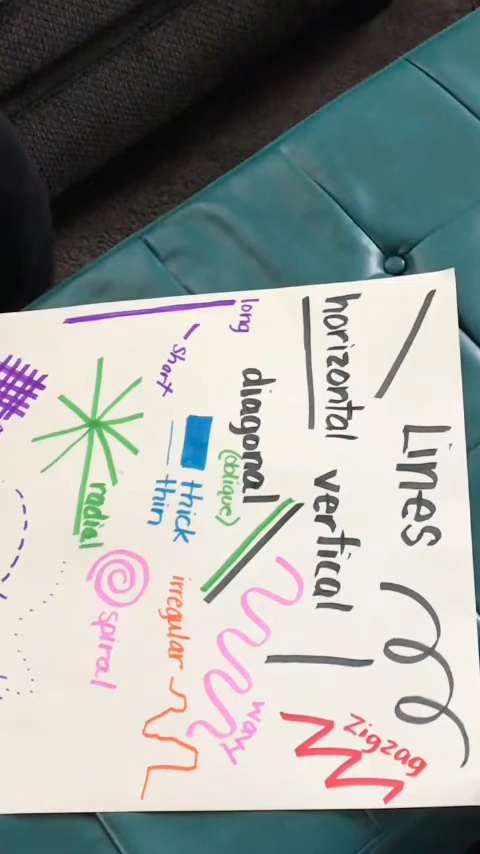 Lines
zigzag
horizontal vertical
diagonal
(oblique)
wavy
long
short
thick
thin
irregular
radial
spiral